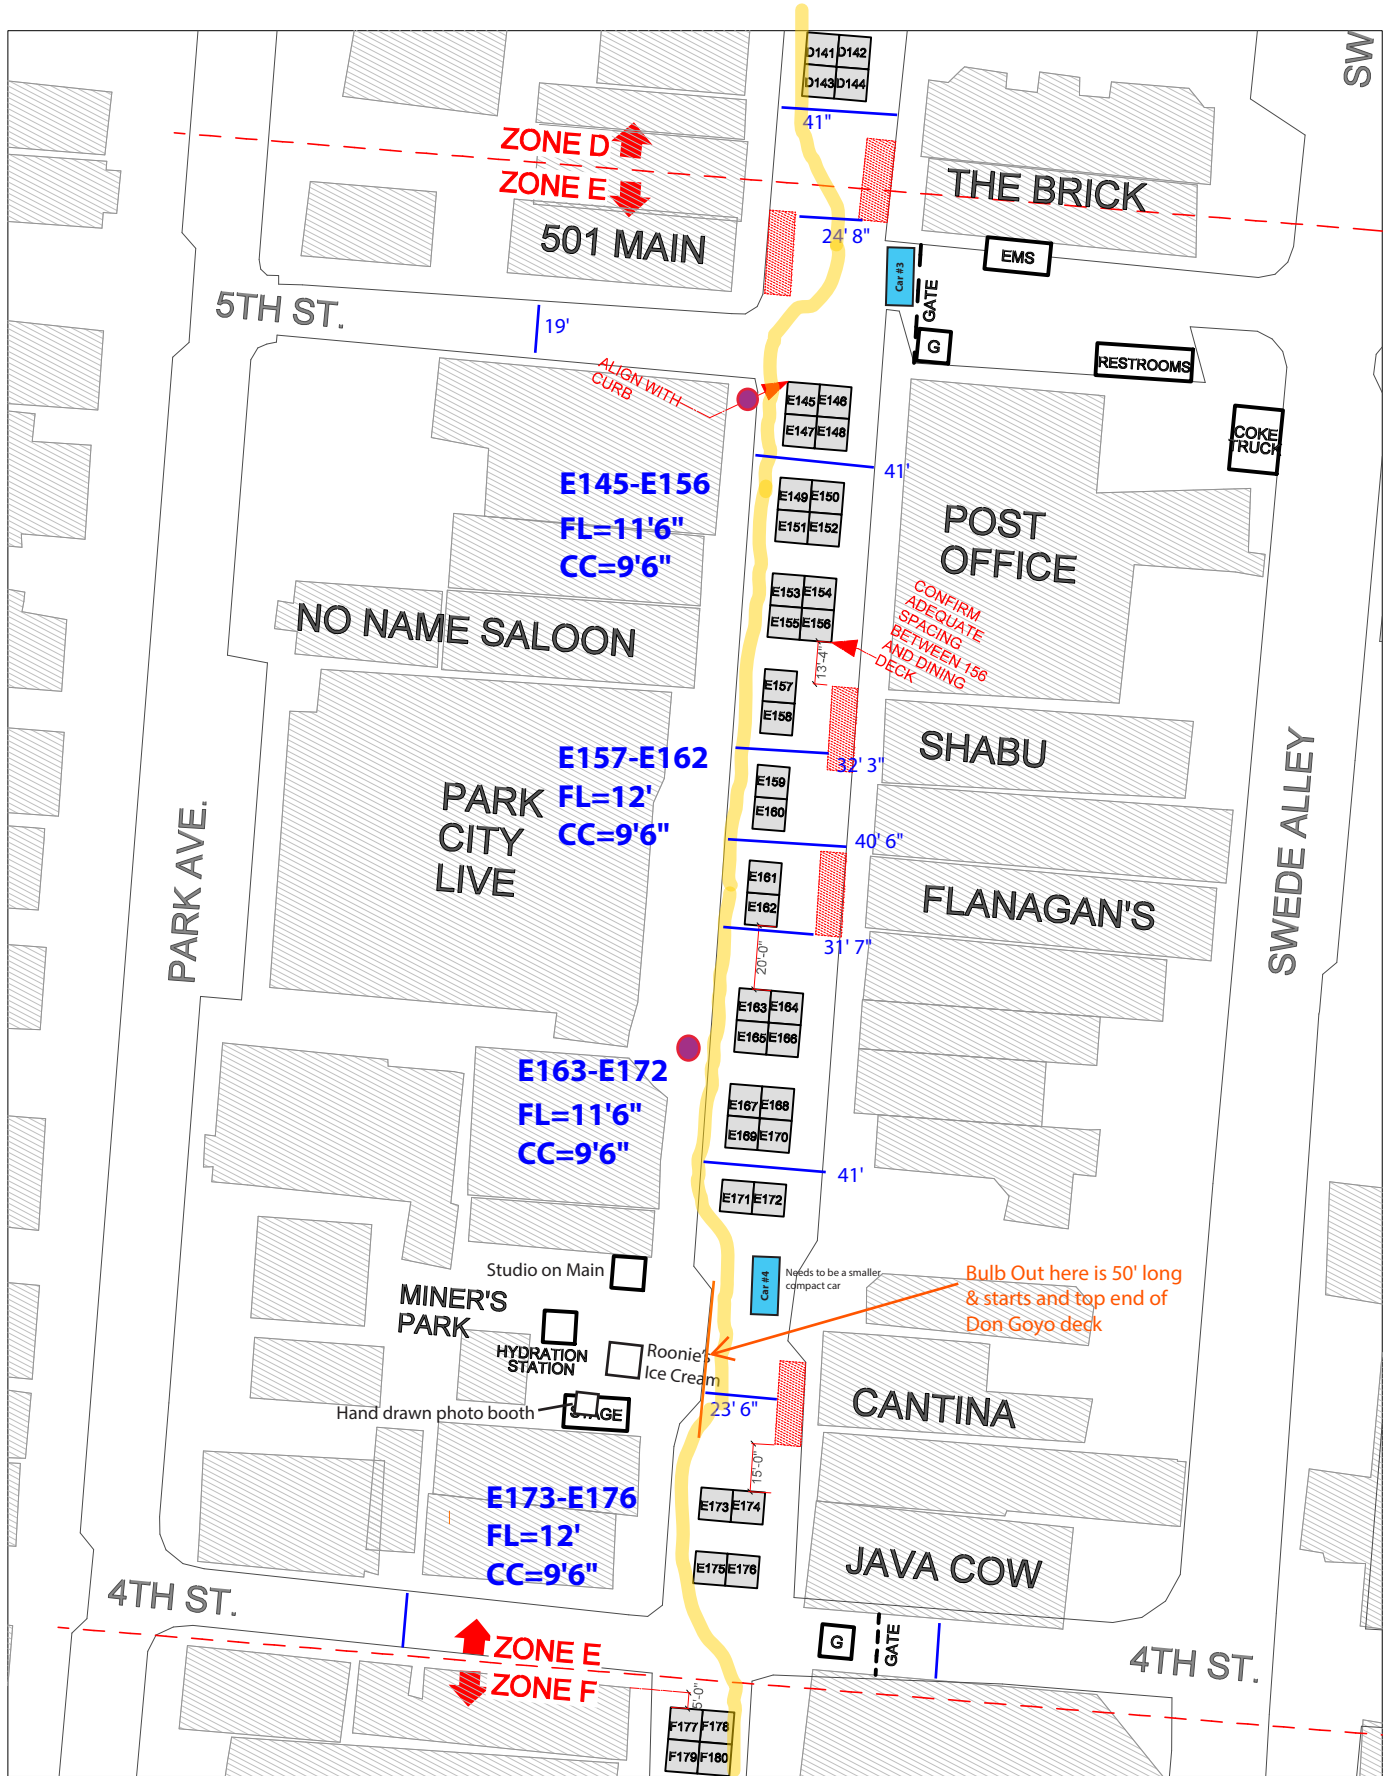 SW
D141 D142
D143 D144
41"
ZONE D
ZONE E
THE BRICK
501 MAIN
24' 8"
EMS
Car #3
GATE
5TH ST.
19'
G
RESTROOMS
ALIGN WITH
CURB
E145 E146
E147 E148
COKE
TRUCK
41'
E145-E156
FL=11'6"
CC=9'6"
E149 E150
E151 E152
POST
OFFICE
E153 E154
E155 E156
CONFIRM
ADEQUATE
SPACING
BETWEEN 156
AND DINING
DECK
NO NAME SALOON
13'-4"
E157
E158
SHABU
SWEDE ALLEY
E157-E162
FL=12'
CC=9'6"
32' 3"
E159
E160
PARK
CITY
LIVE
PARK AVE.
40' 6"
E161
E162
FLANAGAN'S
31' 7"
20'-0"
E163 E164
E165 E166
E163-E172
FL=11'6"
CC=9'6"
E167 E168
E169 E170
41'
E171 E172
Studio on Main
Car #4
Needs to be a smaller
compact car
Bulb Out here is 50' long
& starts and top end of
Don Goyo deck
MINER'S
PARK
HYDRATION
STATION
Roonie's
Ice Cream
Hand drawn photo booth
STAGE
23' 6"
CANTINA
15'-0"
E173-E176
FL=12'
CC=9'6"
E173 E174
E175 E176
JAVA COW
4TH ST.
ZONE E
ZONE F
G
GATE
4TH ST.
5'-0"
F177 F178
F179 F180